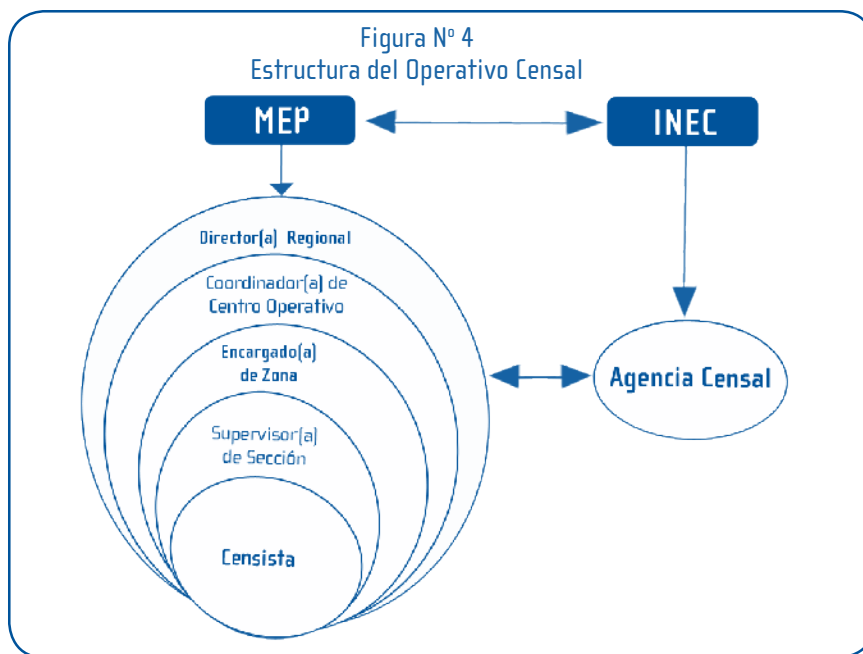 Figura Nº 4
Estructura del Operativo Censal
MEP
INEC
Director(a) Regional
Coordinador(a) de
Centro Operativo
Encargado(a)
de Zona
Agencia Censal
Supervisor(a)
de Sección
Censista